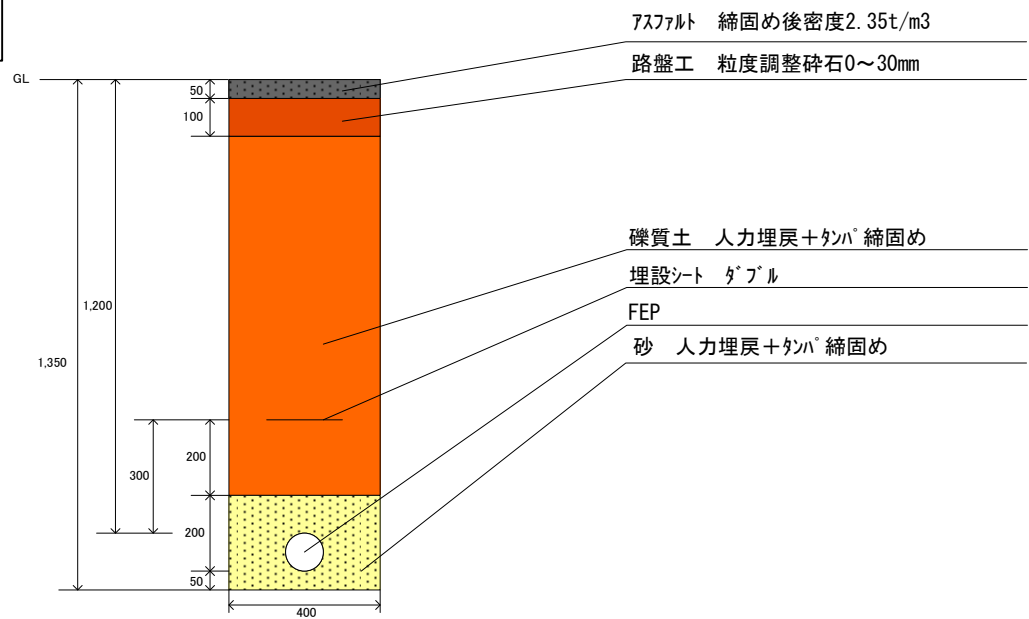 アスファルト 締固め後密度2.35t/m3
路盤工 粒度調整砕石0～30mm
GL
50
100
礫質土 人力埋戻＋タンパ締固め
埋設シート ダブル
1,200
FEP
砂 人力埋戻＋タンパ締固め
1,350
200
300
200
50
400